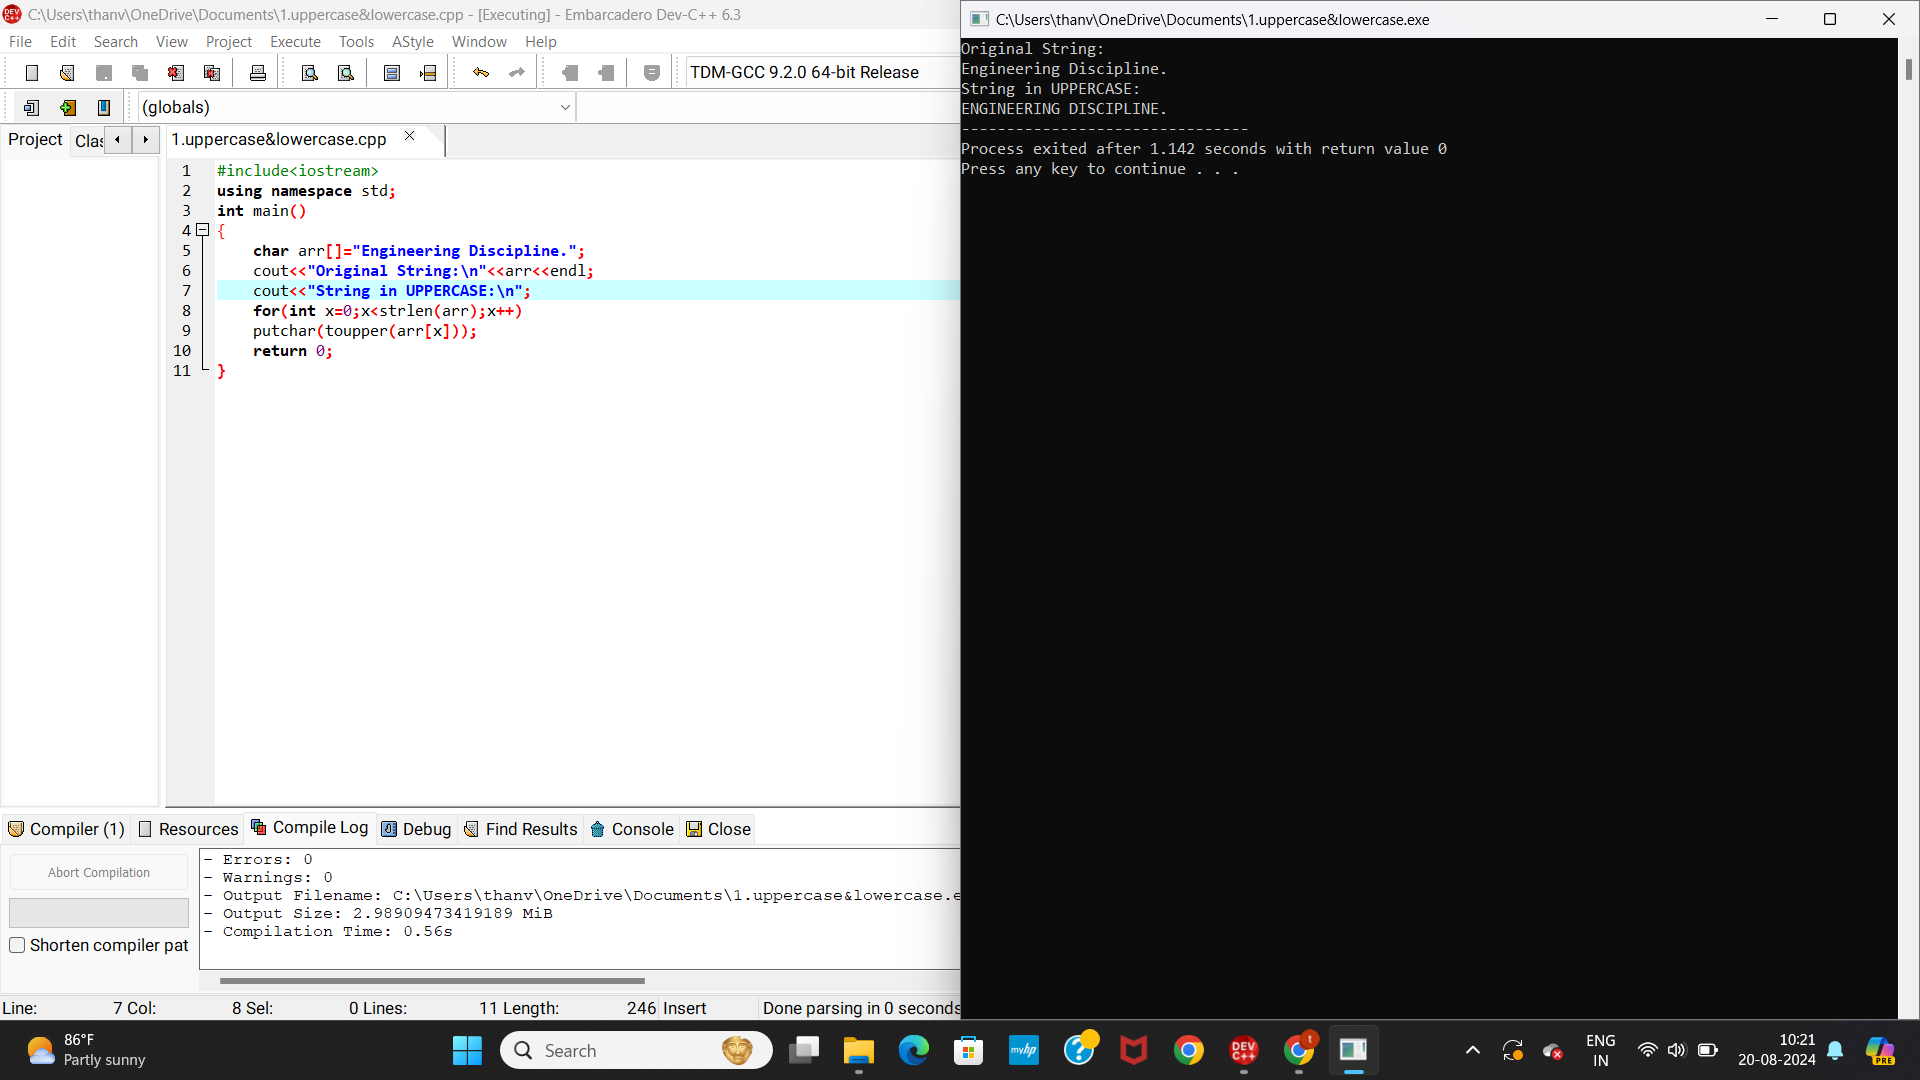 C:\Users\thanv\OneDrive\Documents\1.uppercase&lowercase.cpp - [Executing] - Embarcadero Dev-C++ 6.3
File Edit Search View Project Execute Tools AStyle Window Help
TDM-GCC 9.2.0 64-bit Release
(globals)
Project Clas
1.uppercase&lowercase.cpp
1 #include<iostream>
2 using namespace std;
3 int main()
4 {
5 char arr[]="Engineering Discipline.";
6 cout<<"Original String:\n"<<arr<<endl;
7 cout<<"String in UPPERCASE:\n";
8 for(int x=0;x<strlen(arr);x++)
9 putchar(toupper(arr[x]));
10 return 0;
11 }
Compiler (1) Resources Compile Log Debug Find Results Console Close
Abort Compilation
Shorten compiler pat
- Errors: 0
- Warnings: 0
- Output Filename: C:\Users\thanv\OneDrive\Documents\1.uppercase&lowercase.e
- Output Size: 2.98909473419189 MiB
- Compilation Time: 0.56s
Line: 7 Col: 8 Sel: 0 Lines: 11 Length: 246 Insert Done parsing in 0 seconds
C:\Users\thanv\OneDrive\Documents\1.uppercase&lowercase.exe
Original String:
Engineering Discipline.
String in UPPERCASE:
ENGINEERING DISCIPLINE.
--------------------------------
Process exited after 1.142 seconds with return value 0
Press any key to continue . . .
86°F
Partly sunny
Search
myhp
DEV C++
t
ENG
IN
10:21
20-08-2024
PRE